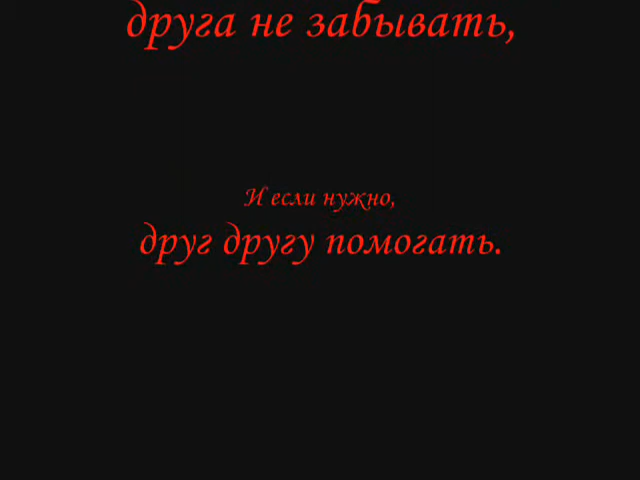 друга не забывать,
И если нужно,
друг другу помогать.